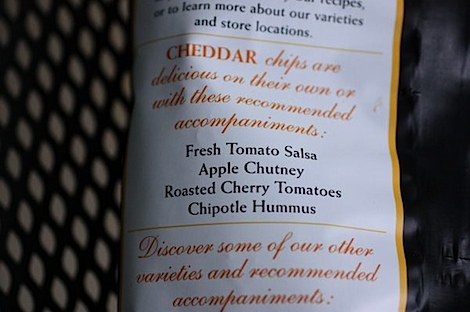 recipes,
or to learn more about our varieties
and store locations.
CHEDDAR chips are
delicious on their own or
with these recommended
accompaniments:
Fresh Tomato Salsa
Apple Chutney
Roasted Cherry Tomatoes
Chipotle Hummus
Discover some of our other
varieties and recommended
accompaniments: